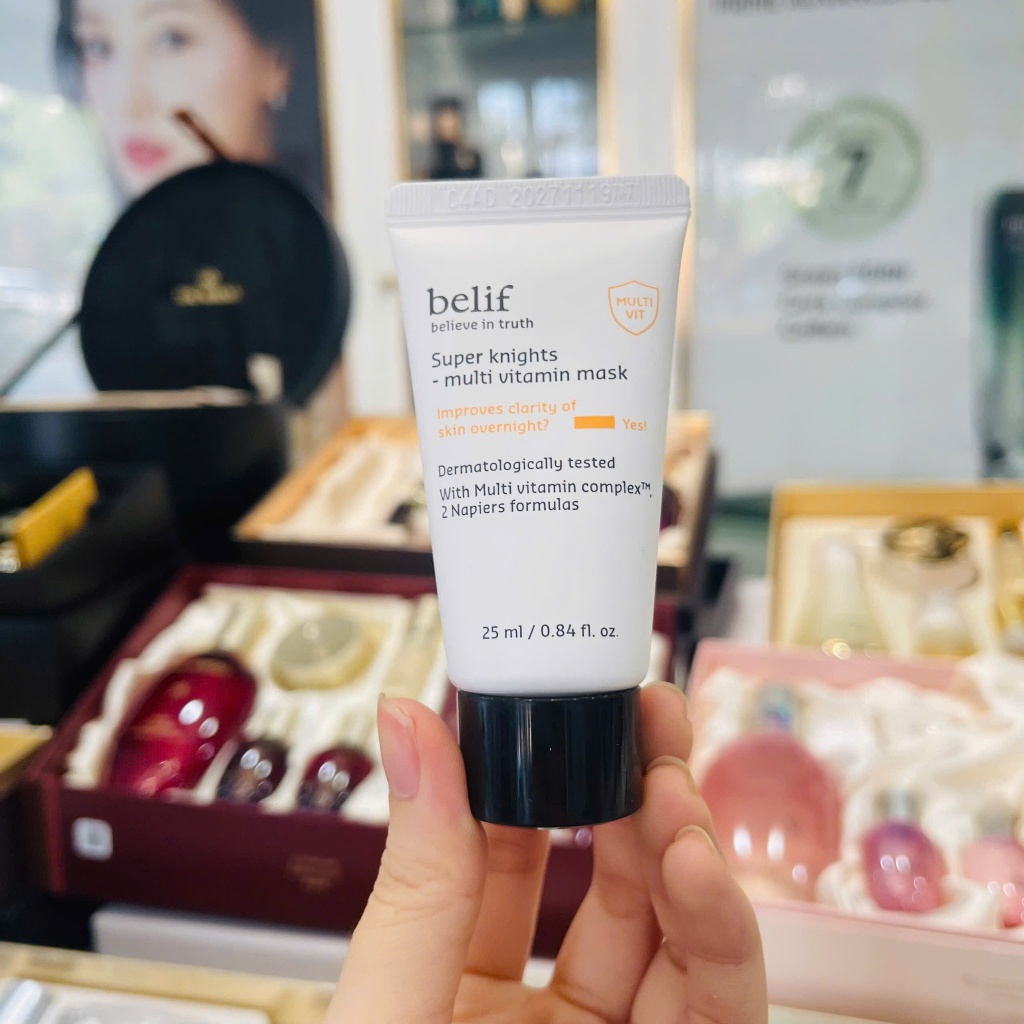 C4AD 20271119
belif
believe in truth
MULTI
VIT
Super knights
- multi vitamin mask
Improves clarity of
skin overnight? Yes!
Dermatologically tested
With Multi vitamin complex™,
2 Napiers formulas
25 ml / 0.84 fl. oz.
7